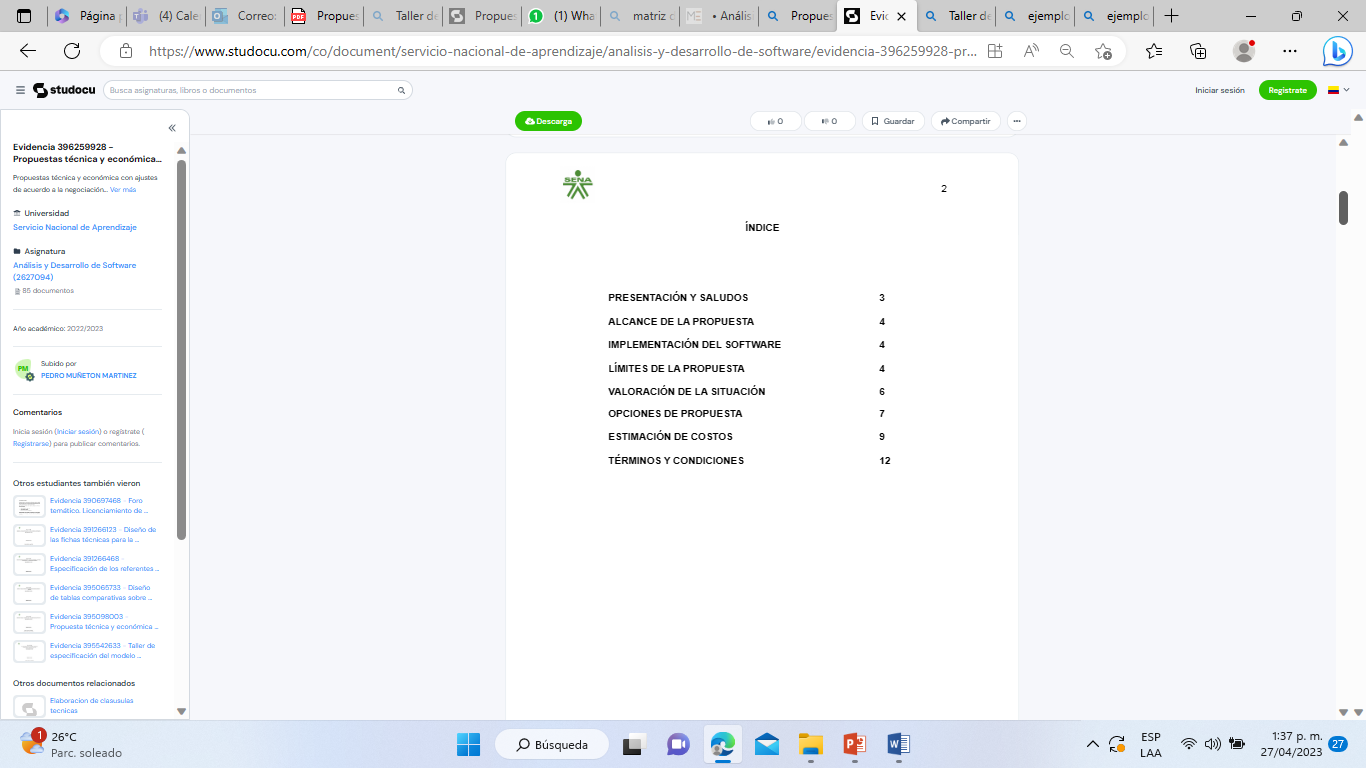 Página p
(4) Cale
Correo:
Propues
Taller de
Propues
(1) Wha
matriz d
• Anális
Propues
Evic
Taller de
ejemplo
ejemplo
https://www.studocu.com/co/document/servicio-nacional-de-aprendizaje/analisis-y-desarrollo-de-software/evidencia-396259928-pr...
studocu
Busca asignaturas, libros o documentos
Iniciar sesión
Regístrate
Descarga
0
0
Guardar
Compartir
Evidencia 396259928 -
Propuestas técnica y económica...
Propuestas técnica y económica con ajustes
de acuerdo a la negociación... Ver más
Universidad
Servicio Nacional de Aprendizaje
Asignatura
Análisis y Desarrollo de Software
(2627094)
85 documentos
Año académico: 2022/2023
PM
Subido por
PEDRO MUÑETON MARTINEZ
Comentarios
Inicia sesión (Iniciar sesión) o regístrate (
Registrarse) para publicar comentarios.
Otros estudiantes también vieron
Evidencia 390697468 - Foro
temático. Licenciamiento de ...
Evidencia 391266123 - Diseño de
las fichas técnicas para la ...
Evidencia 391266468 -
Especificación de los referentes ...
Evidencia 395065733 - Diseño
de tablas comparativas sobre ...
Evidencia 395098003 -
Propuesta técnica y económica ...
Evidencia 395542633 - Taller de
especificación del modelo ...
Otros documentos relacionados
Elaboracion de clasusulas
tecnicas
SENA
2
ÍNDICE
PRESENTACIÓN Y SALUDOS 3
ALCANCE DE LA PROPUESTA 4
IMPLEMENTACIÓN DEL SOFTWARE 4
LÍMITES DE LA PROPUESTA 4
VALORACIÓN DE LA SITUACIÓN 6
OPCIONES DE PROPUESTA 7
ESTIMACIÓN DE COSTOS 9
TÉRMINOS Y CONDICIONES 12
1
26°C
Parc. soleado
Búsqueda
ESP
LAA
1:37 p. m.
27/04/2023
27